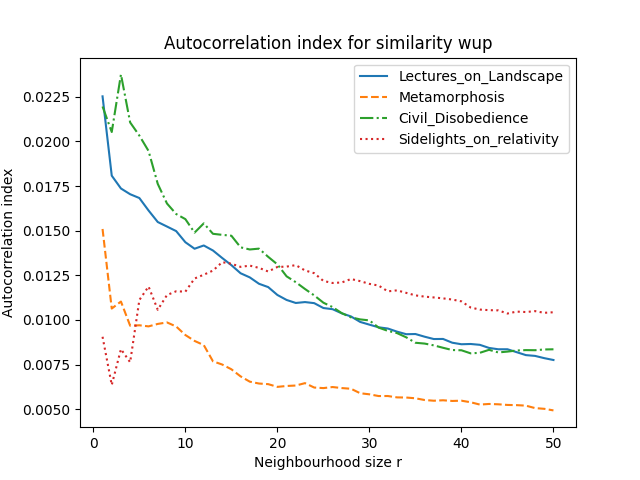 Autocorrelation index for similarity wup
Lectures_on_Landscape
Metamorphosis
Civil_Disobedience
Sidelights_on_relativity
0.0225
0.0200
0.0175
0.0150
0.0125
0.0100
0.0075
0.0050
Autocorrelation index
0 10 20 30 40 50
Neighbourhood size r